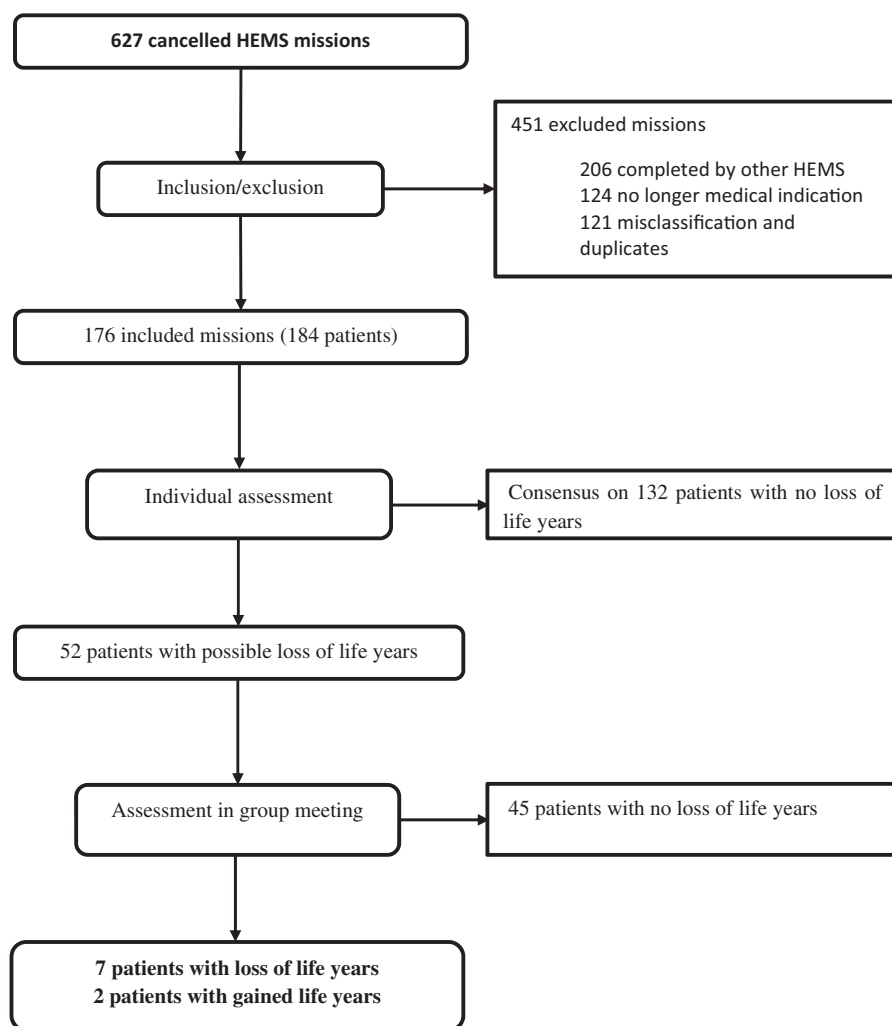 627 cancelled HEMS missions
451 excluded missions
206 completed by other HEMS
124 no longer medical indication
121 misclassification and
duplicates
Inclusion/exclusion
176 included missions (184 patients)
Individual assessment
Consensus on 132 patients with no loss of
life years
52 patients with possible loss of life years
Assessment in group meeting
45 patients with no loss of life years
7 patients with loss of life years
2 patients with gained life years